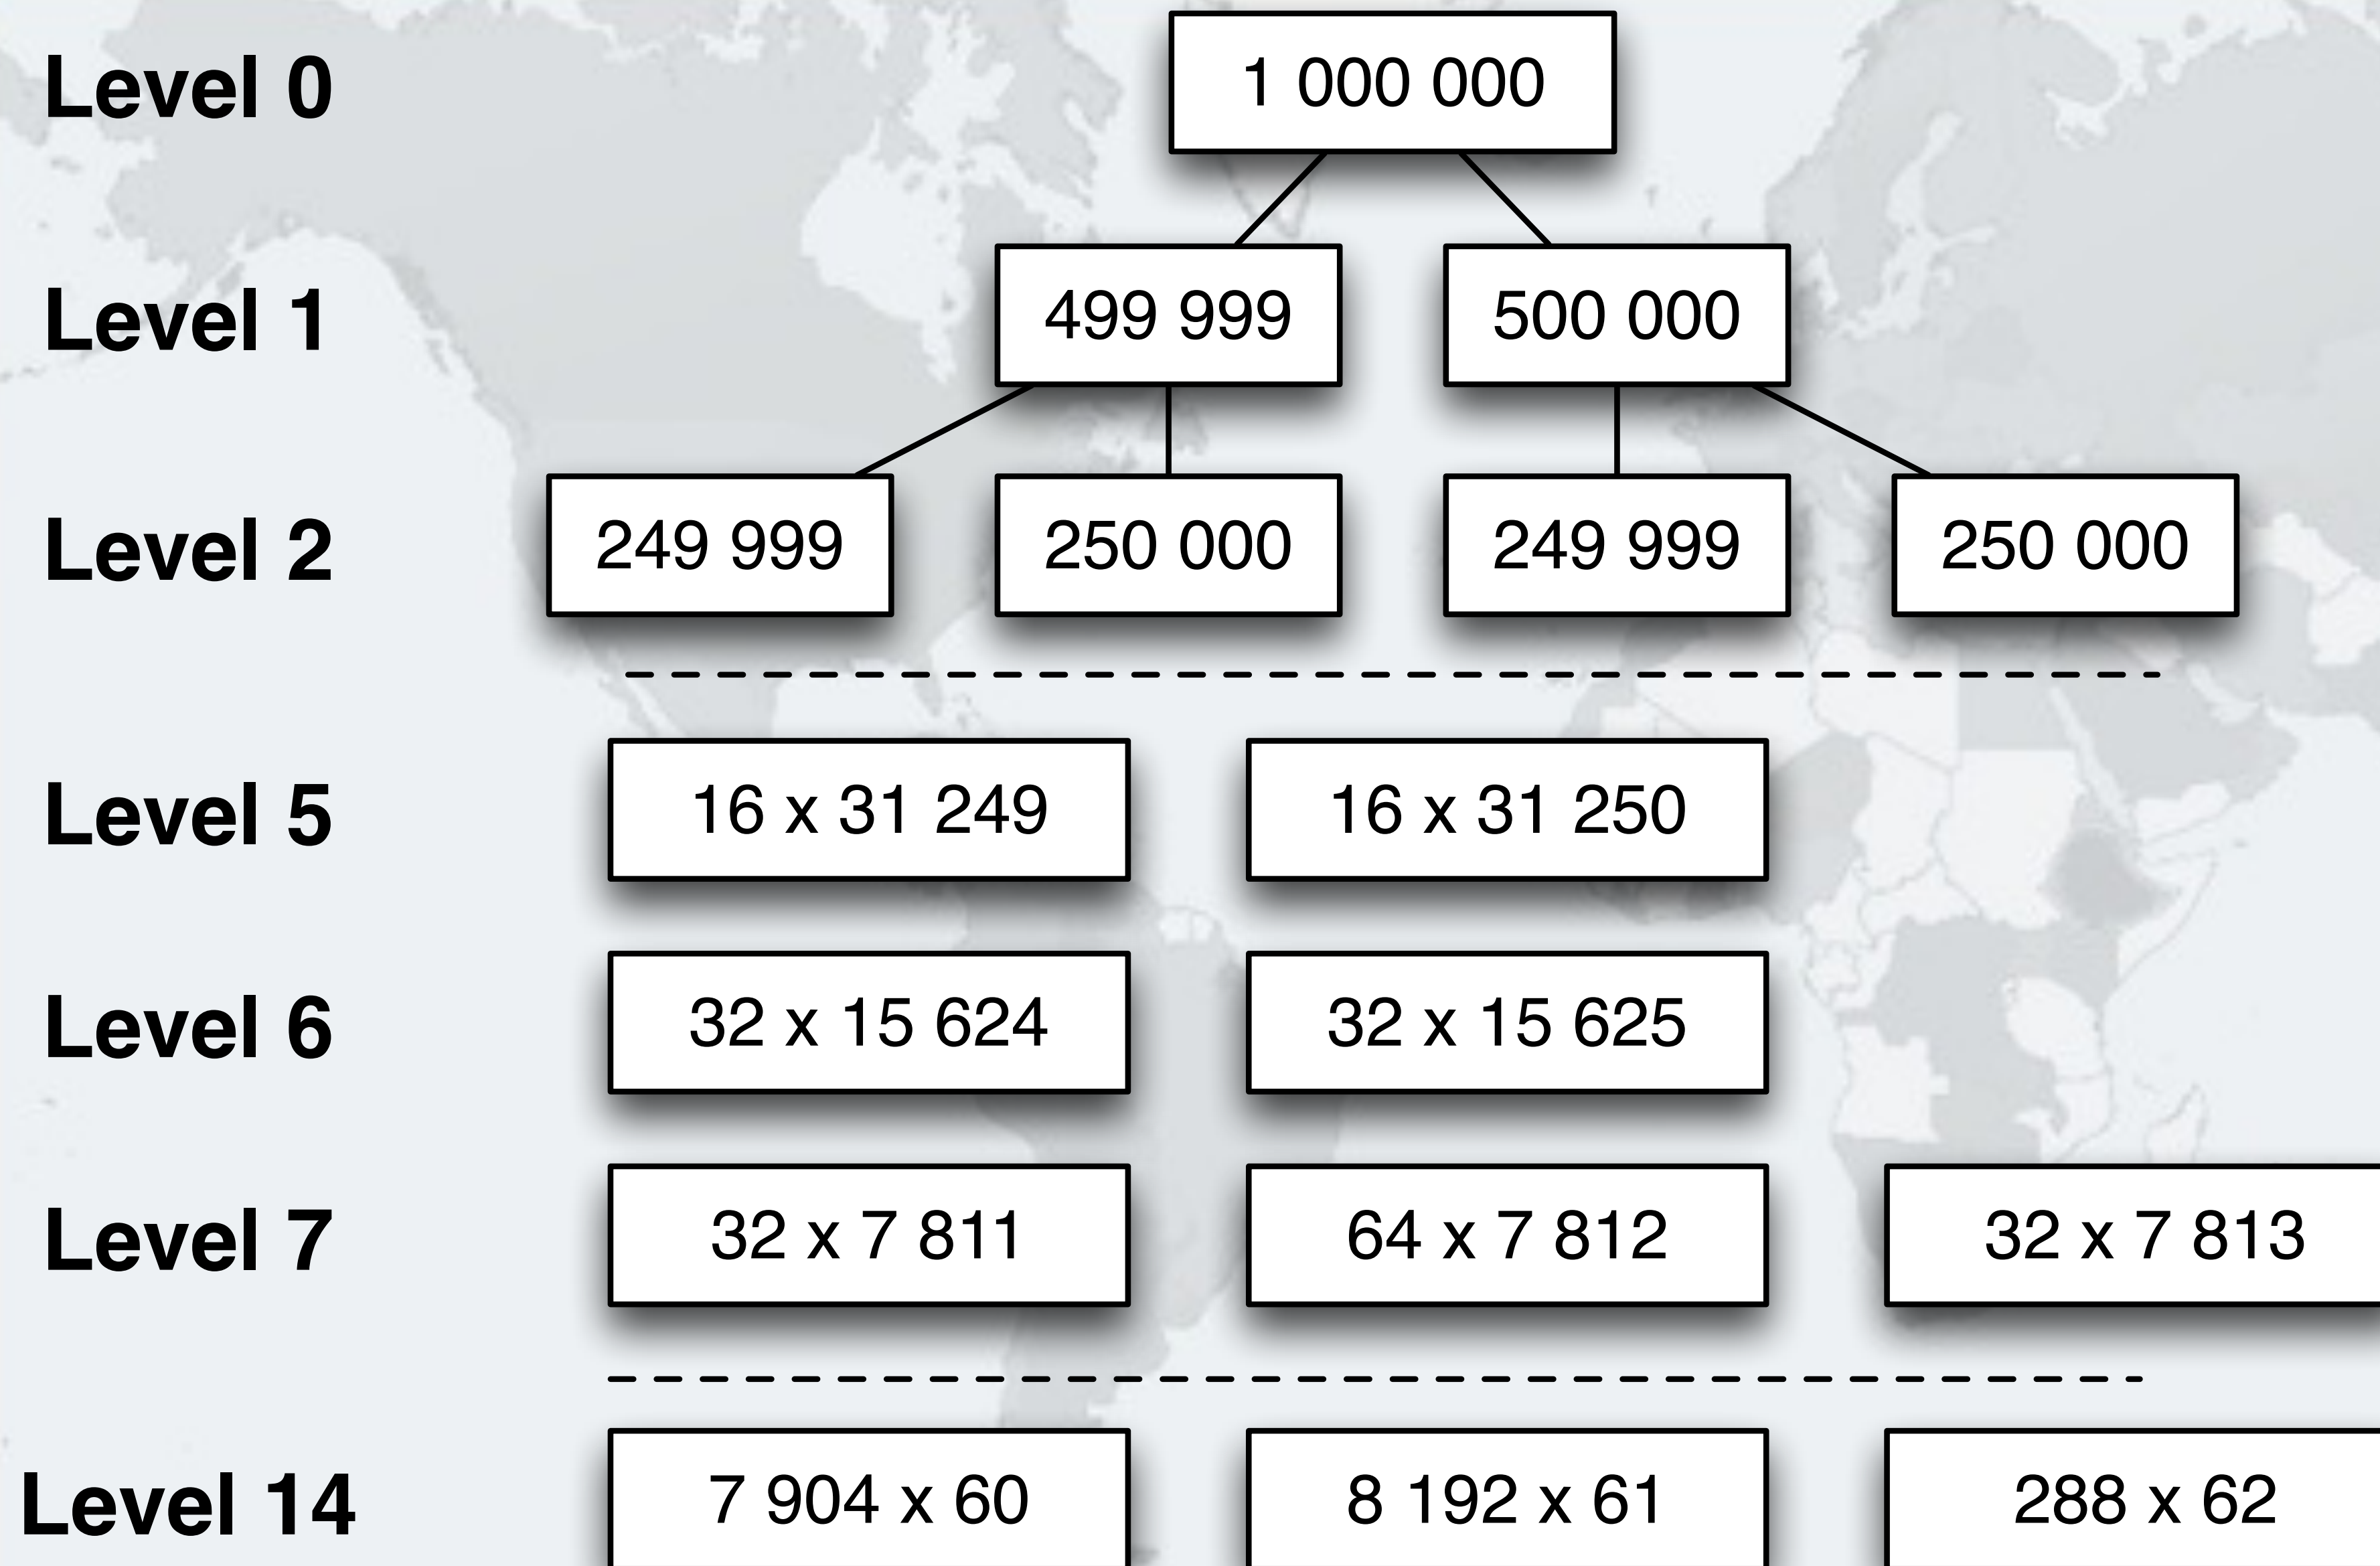 Level 0
1 000 000
Level 1
499 999
500 000
Level 2
249 999
250 000
249 999
250 000
Level 5
16 x 31 249
16 x 31 250
Level 6
32 x 15 624
32 x 15 625
Level 7
32 x 7 811
64 x 7 812
32 x 7 813
Level 14
7 904 x 60
8 192 x 61
288 x 62